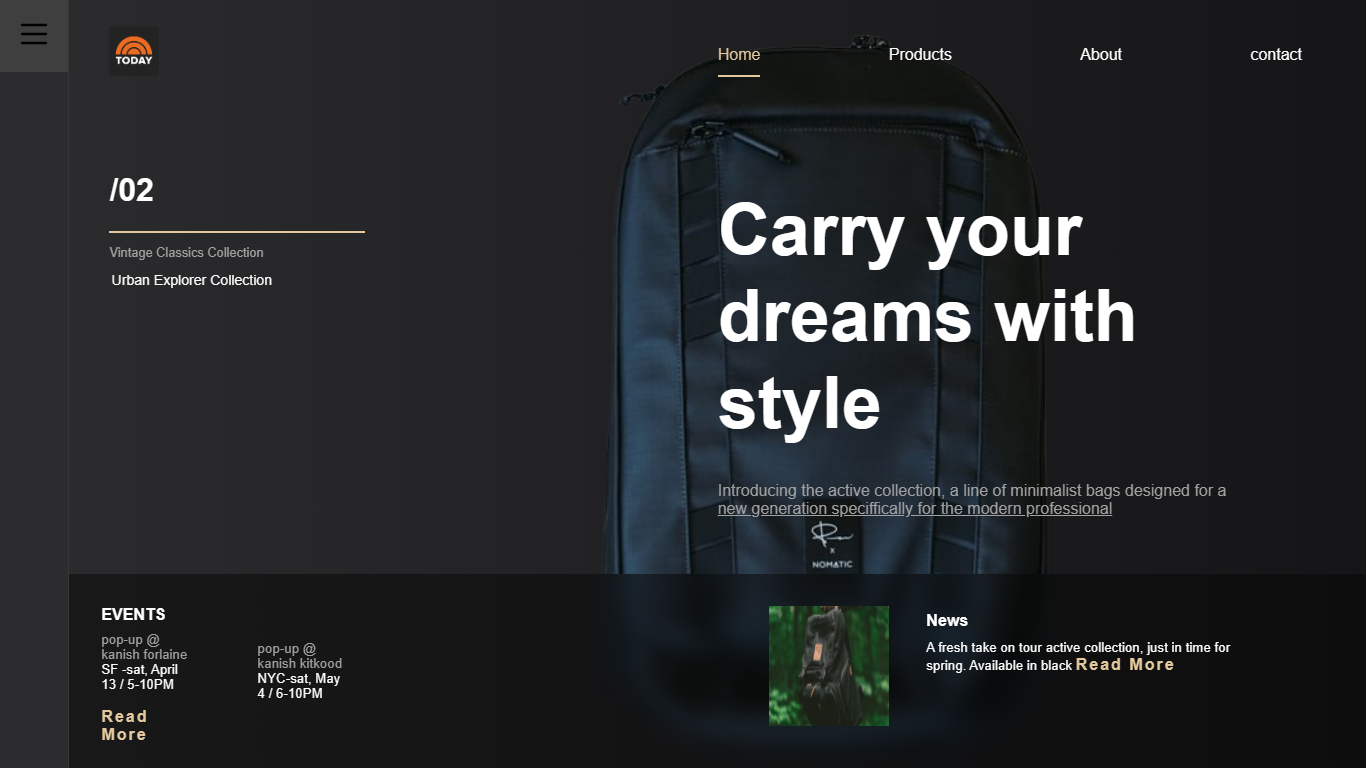 TODAY
Home
Products
About
contact
/02
Vintage Classics Collection
Urban Explorer Collection
Carry your
dreams with
style
Introducing the active collection, a line of minimalist bags designed for a
new generation speciffically for the modern professional
x
NOMATIC
EVENTS
pop-up @
kanish forlaine
SF -sat, April
13 / 5-10PM
Read
More
pop-up @
kanish kitkood
NYC-sat, May
4 / 6-10PM
News
A fresh take on tour active collection, just in time for
spring. Available in black Read More